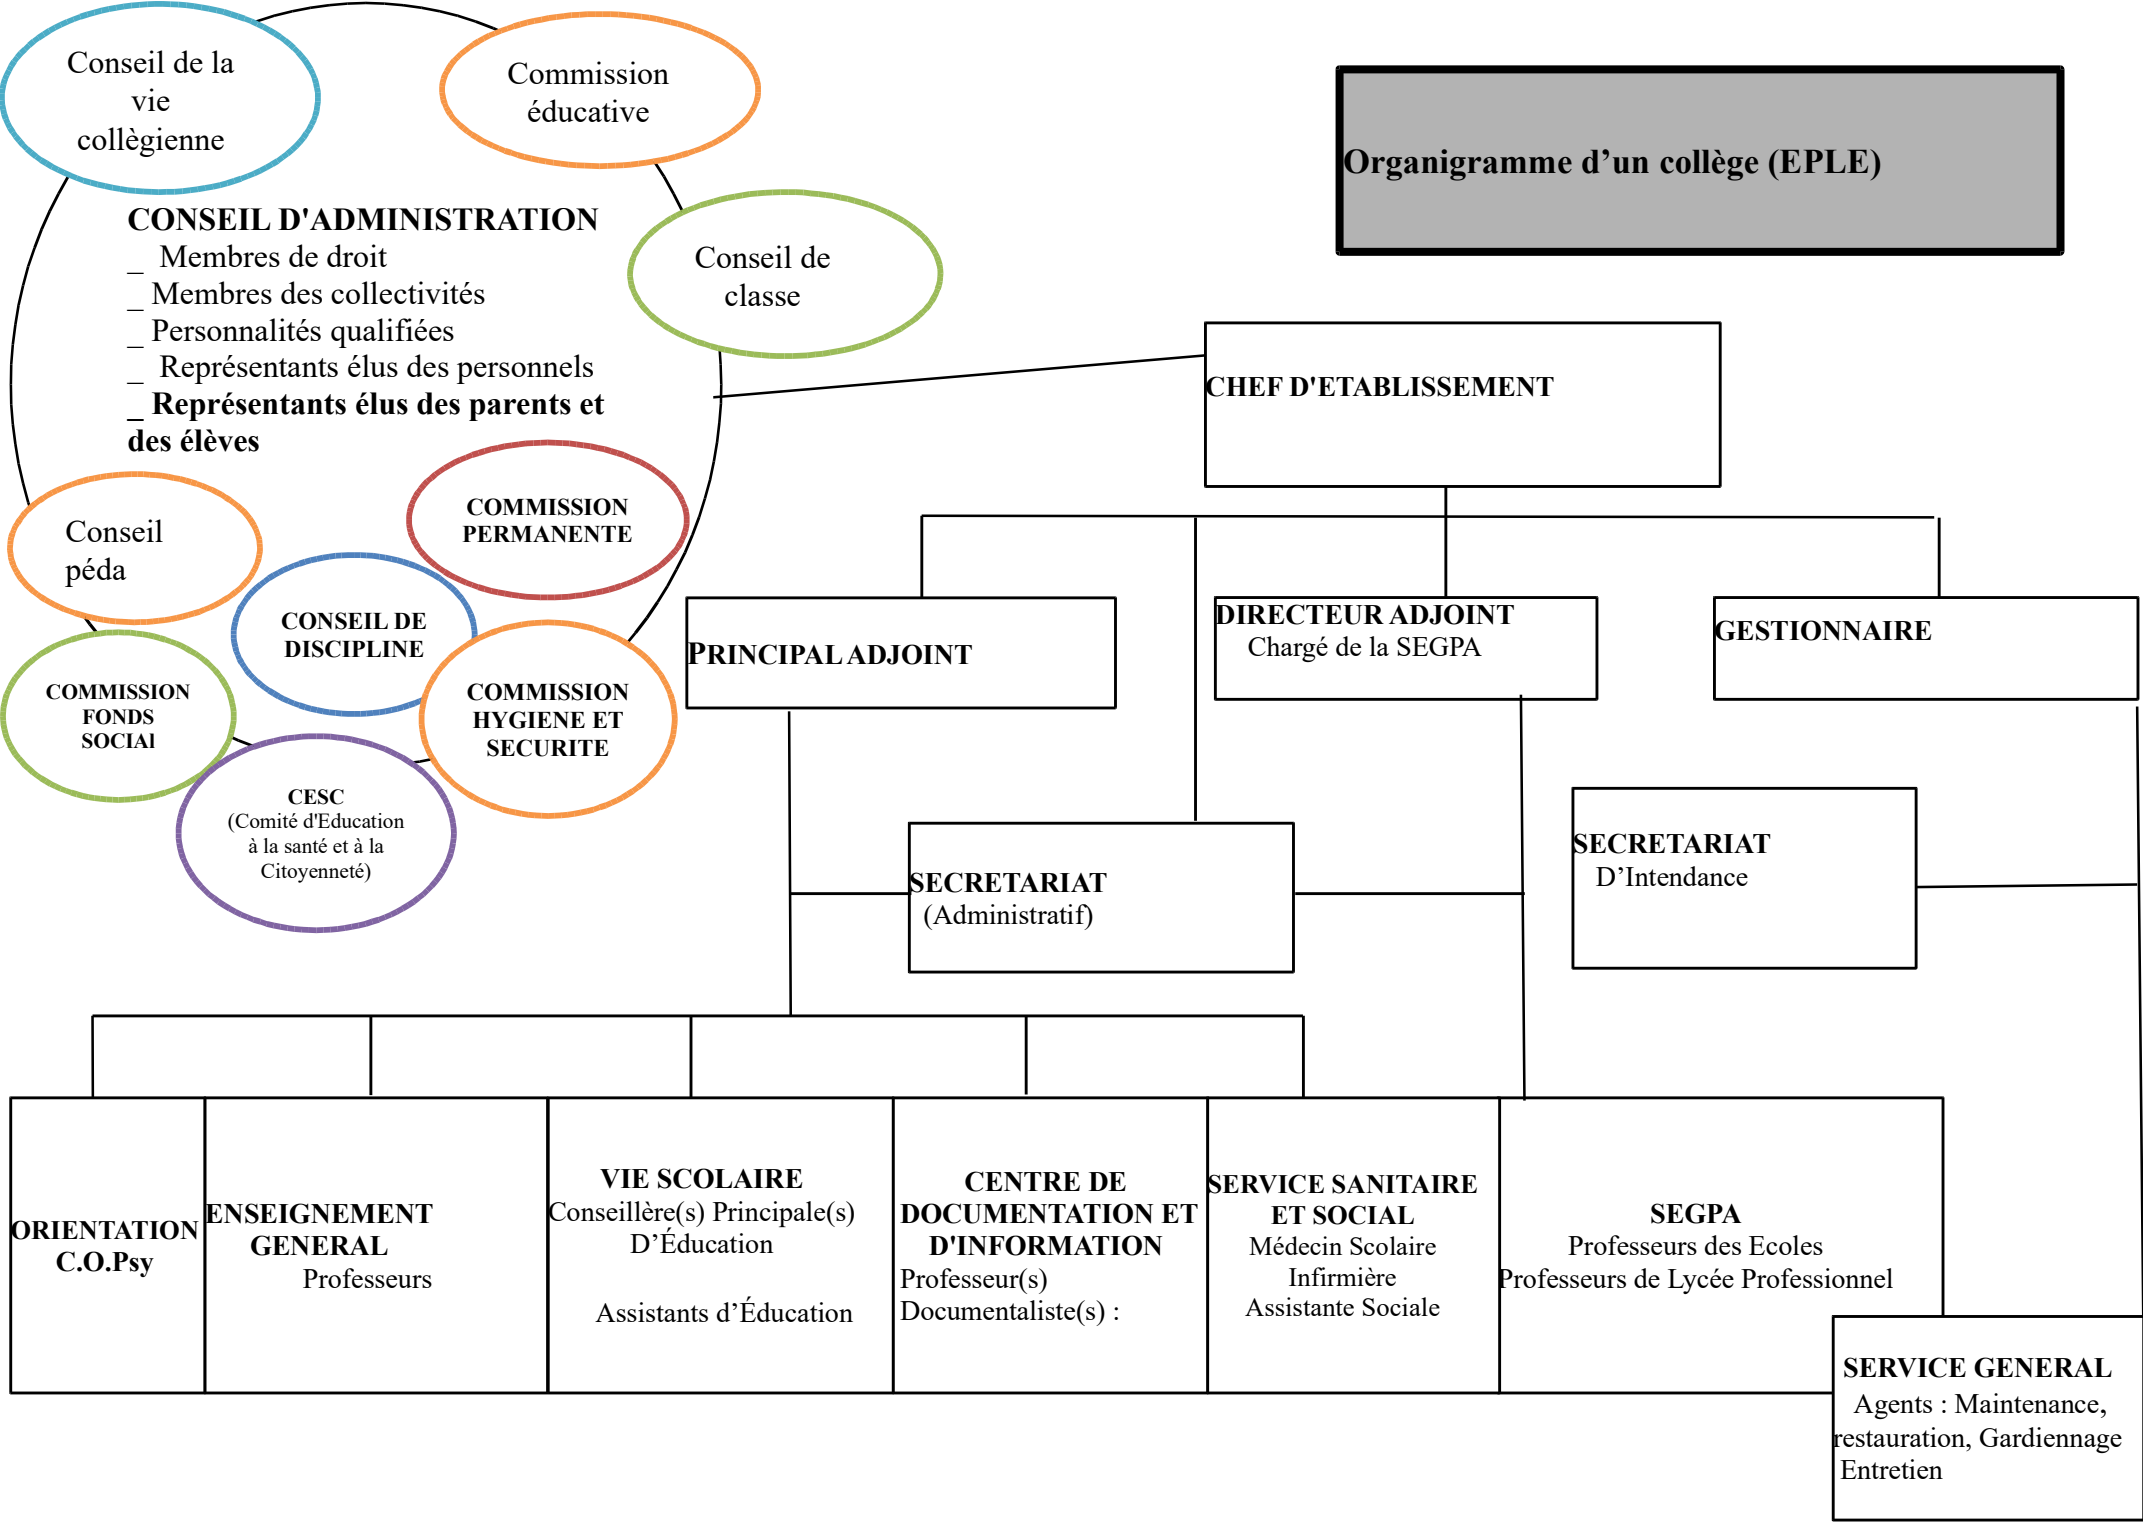 Conseil de la
vie
collègienne
Commission
éducative
Organigramme d’un collège (EPLE)
CONSEIL D'ADMINISTRATION
_ Membres de droit
_ Membres des collectivités
_ Personnalités qualifiées
_ Représentants élus des personnels
_ Représentants élus des parents et
des élèves
Conseil de
classe
CHEF D'ETABLISSEMENT
COMMISSION
PERMANENTE
Conseil
péda
CONSEIL DE
DISCIPLINE
COMMISSION
FONDS
SOCIAl
COMMISSION
HYGIENE ET
SECURITE
CESC
(Comité d'Education
à la santé et à la
Citoyenneté)
PRINCIPAL ADJOINT
DIRECTEUR ADJOINT
Chargé de la SEGPA
GESTIONNAIRE
SECRETARIAT
(Administratif)
SECRETARIAT
D’Intendance
ORIENTATION
C.O.Psy
ENSEIGNEMENT
GENERAL
Professeurs
VIE SCOLAIRE
Conseillère(s) Principale(s)
D’Éducation
Assistants d’Éducation
CENTRE DE
DOCUMENTATION ET
D'INFORMATION
Professeur(s)
Documentaliste(s) :
SERVICE SANITAIRE
ET SOCIAL
Médecin Scolaire
Infirmière
Assistante Sociale
SEGPA
Professeurs des Ecoles
Professeurs de Lycée Professionnel
SERVICE GENERAL
Agents : Maintenance,
restauration, Gardiennage
Entretien